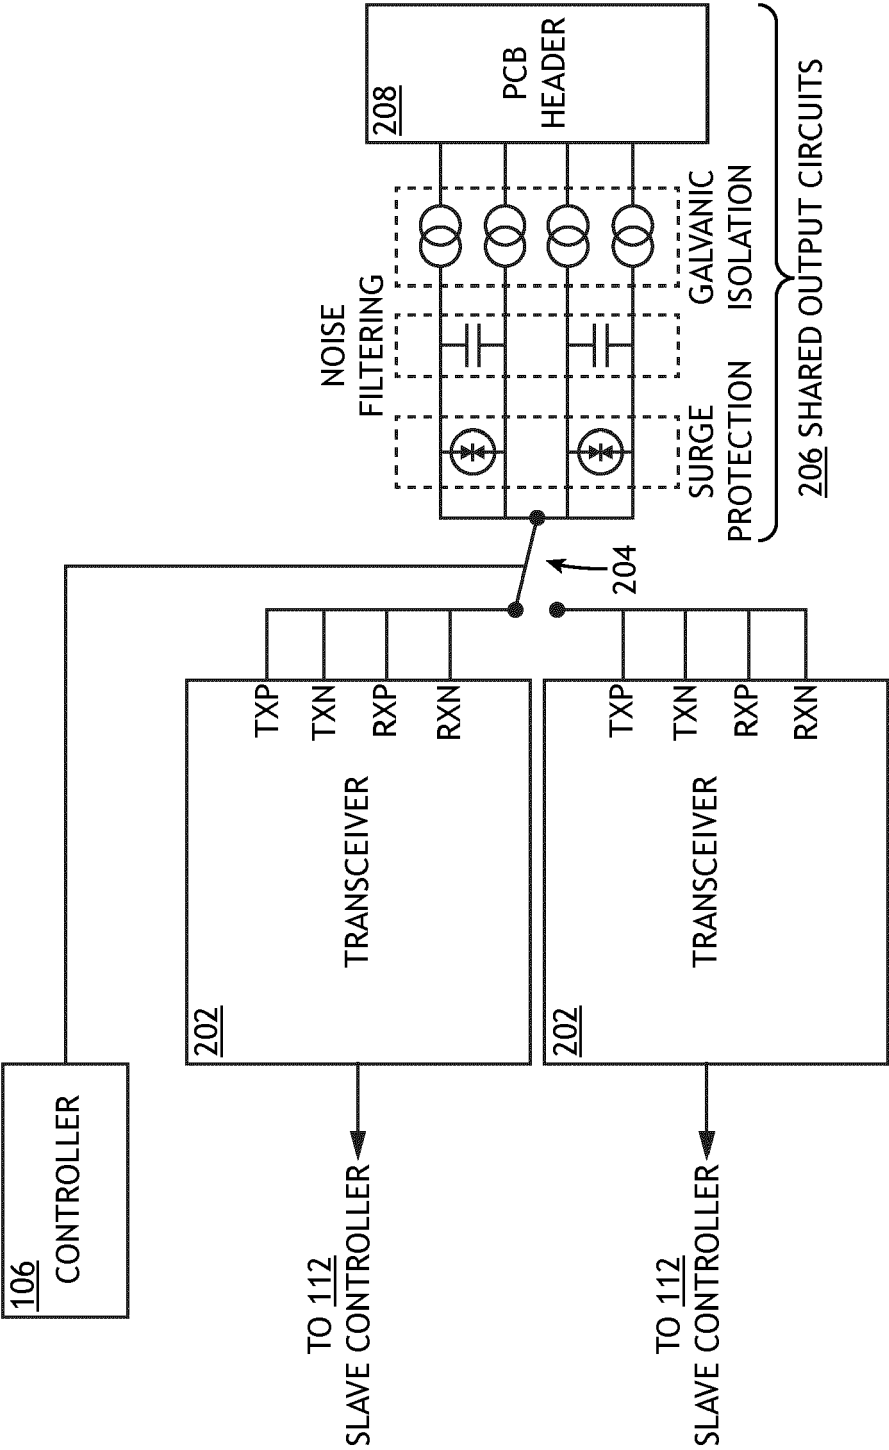 106
CONTROLLER
TO 112
SLAVE CONTROLLER
202
TRANSCEIVER
TXP
TXN
RXP
RXN
TO 112
SLAVE CONTROLLER
202
TRANSCEIVER
TXP
TXN
RXP
RXN
204
NOISE
FILTERING
SURGE
PROTECTION
GALVANIC
ISOLATION
208
PCB
HEADER
206 SHARED OUTPUT CIRCUITS